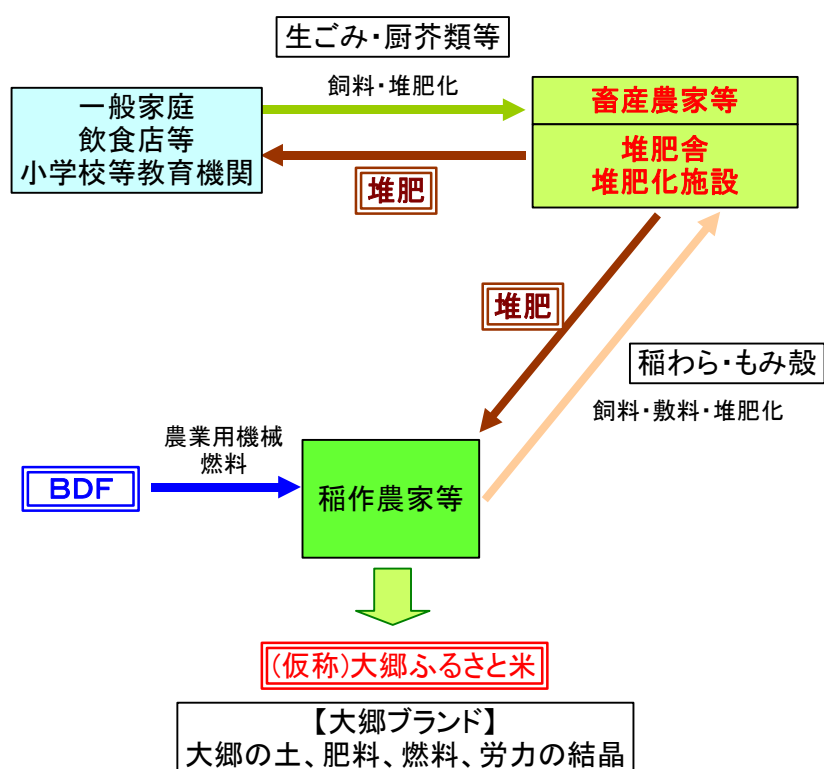 生ごみ・厨芥類等
飼料・堆肥化
一般家庭
飲食店等
小学校等教育機関
畜産農家等
堆肥舎
堆肥化施設
堆肥
堆肥
稲わら・もみ殻
飼料・敷料・堆肥化
農業用機械
燃料
BDF
稲作農家等
(仮称)大郷ふるさと米
【大郷ブランド】
大郷の土、肥料、燃料、労力の結晶